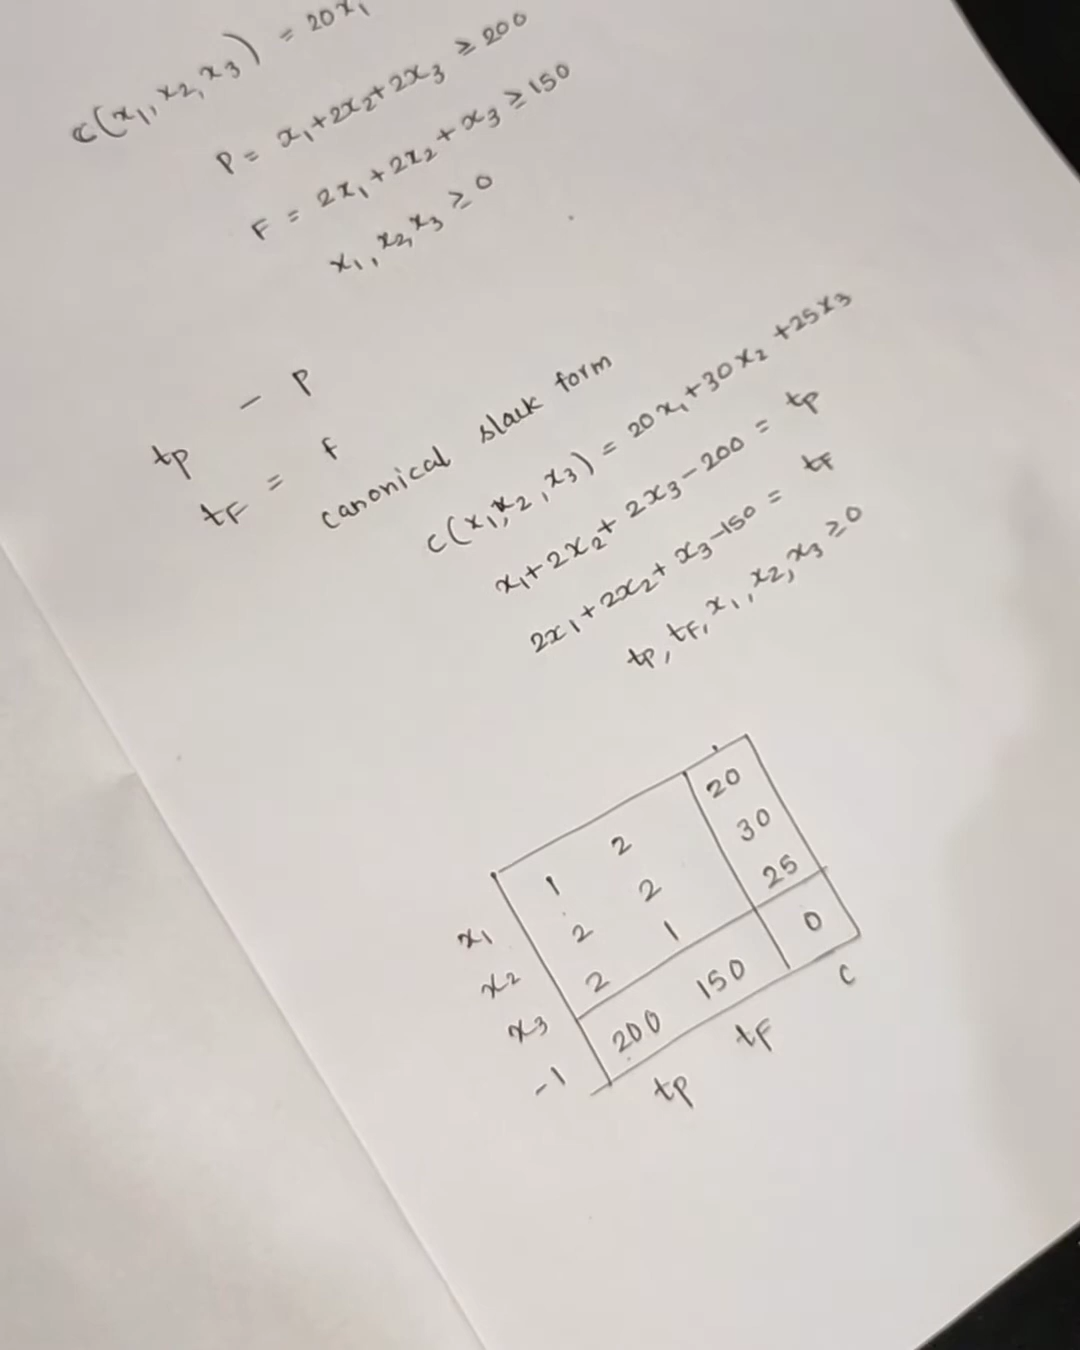 C(x₁,x₂,x₃) = 20x₁
P = x₁+2x₂+2x₃ ≥ 200
F = 2x₁+2x₂+x₃ ≥ 150
x₁,x₂,x₃ ≥ 0
tp - P
tF = f
canonical slack form
C(x₁,x₂,x₃) = 20x₁+30x₂+25x₃
x₁+2x₂+2x₃-200 = tp
2x₁+2x₂+x₃-150 = tF
tp,tF,x₁,x₂,x₃ ≥ 0
x₁ 1 2 20
x₂ 2 2 30
x₃ 2 1 25
-1 200 150 0
tp tF C